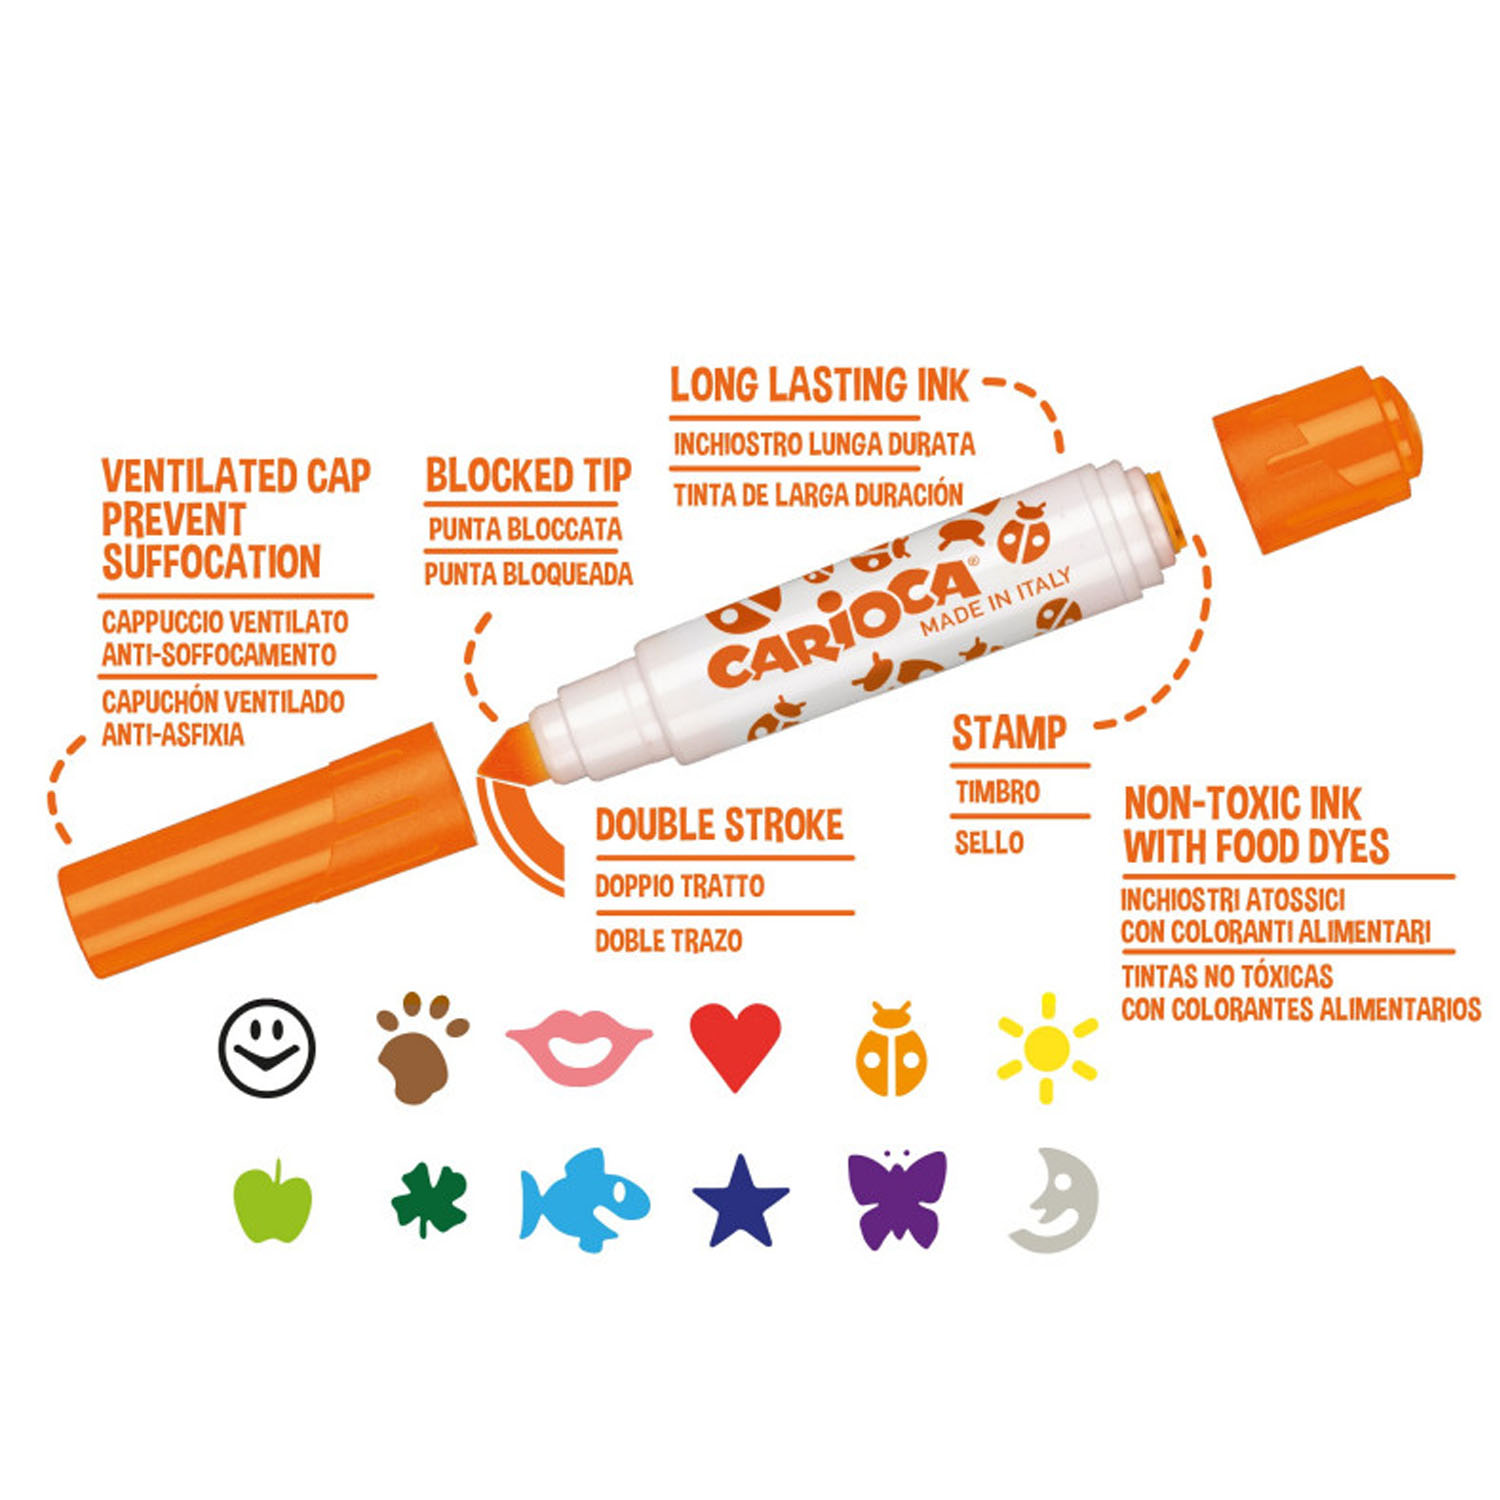 LONG LASTING INK
INCHIOSTRO LUNGA DURATA
TINTA DE LARGA DURACIÓN
VENTILATED CAP
PREVENT
SUFFOCATION
CAPPUCCIO VENTILATO
ANTI-SOFFOCAMENTO
CAPUCHÓN VENTILADO
ANTI-ASFIXIA
BLOCKED TIP
PUNTA BLOCCATA
PUNTA BLOQUEADA
CARIOCA®
MADE IN ITALY
STAMP
TIMBRO
SELLO
DOUBLE STROKE
DOPPIO TRATTO
DOBLE TRAZO
NON-TOXIC INK
WITH FOOD DYES
INCHIOSTRI ATOSSICI
CON COLORANTI ALIMENTARI
TINTAS NO TÓXICAS
CON COLORANTES ALIMENTARIOS